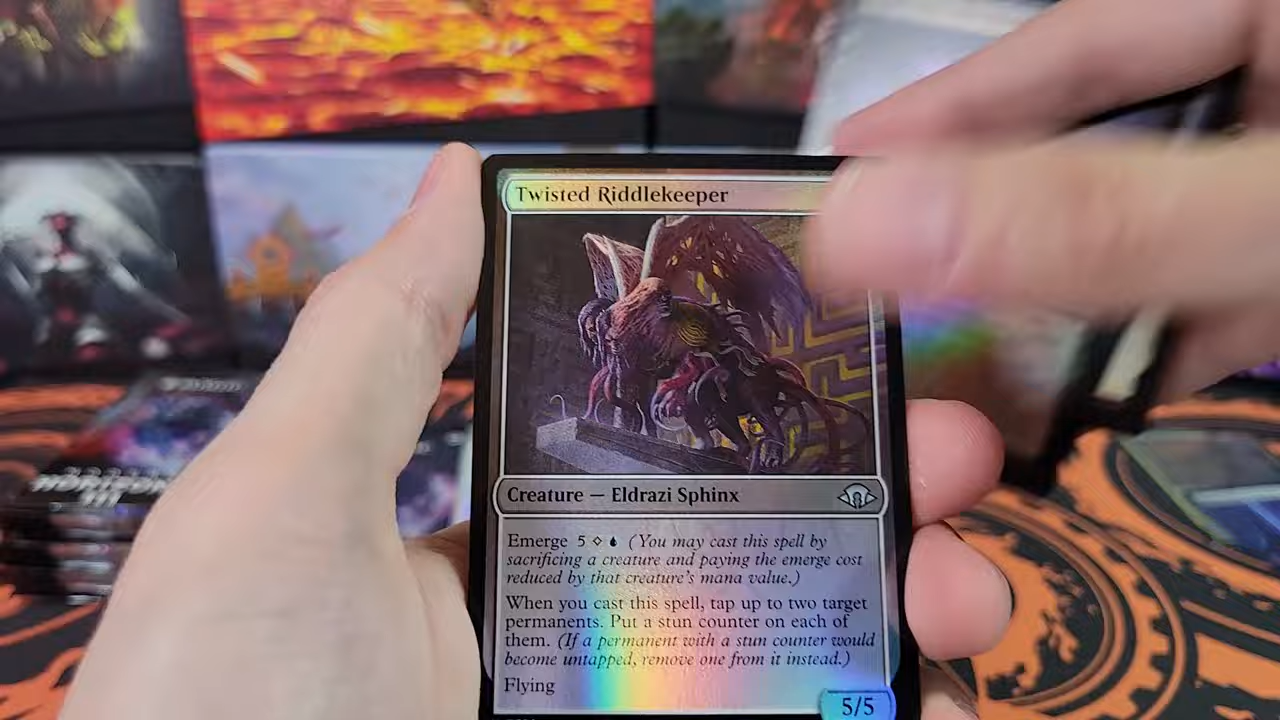 Twisted Riddlekeeper
Creature — Eldrazi Sphinx
Emerge 5 (You may cast this spell by
sacrificing a creature and paying the emerge cost
reduced by that creature's mana value.)
When you cast this spell, tap up to two target
permanents. Put a stun counter on each of
them. (If a permanent with a stun counter would
become untapped, remove one from it instead.)
Flying
5/5
HORIZON
III